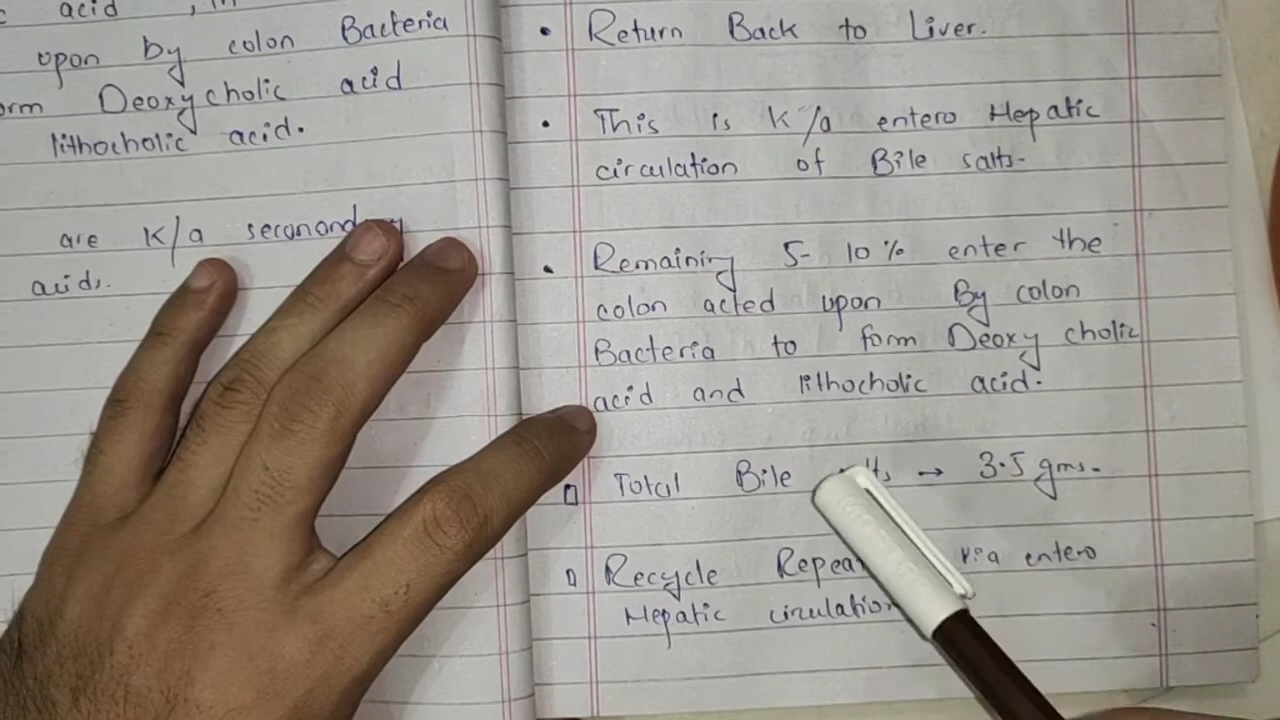 acid
upon by colon Bacteria
orm Deoxycholic acid
lithocholic acid.
are K/a
acids.
• Return Back to Liver.
• This is K/a entero Hepatic
circulation of Bile salts.
• Remaining 5-10% enter the
colon acted upon By colon
Bacteria to form Deoxy cholic
acid and lithocholic acid.
Total Bile → 3.5 gms.
Recycle via entero
Hepatic